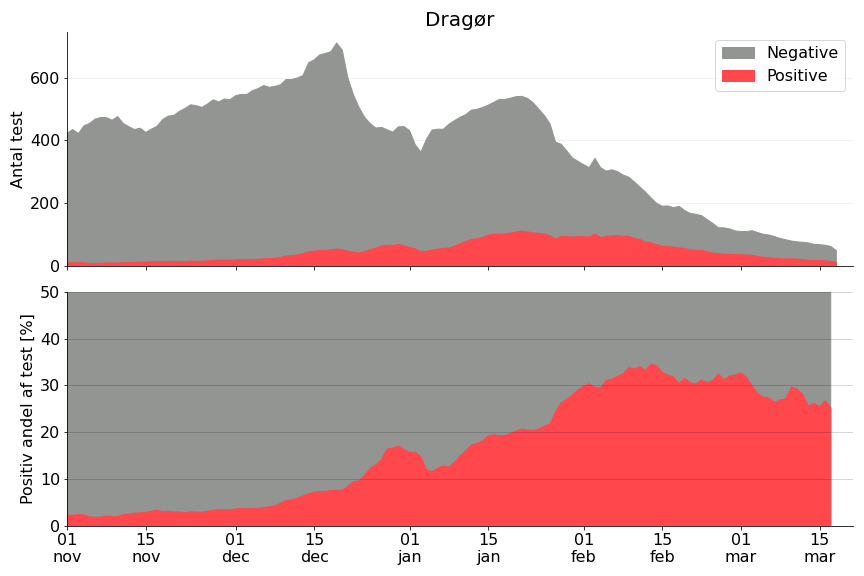 Dragør
Negative
Positive
Antal test
600
400
200
0
Positiv andel af test [%]
50
40
30
20
10
0
01 15 01 15 01 15 01 15 01 15
nov nov dec dec jan jan feb feb mar mar